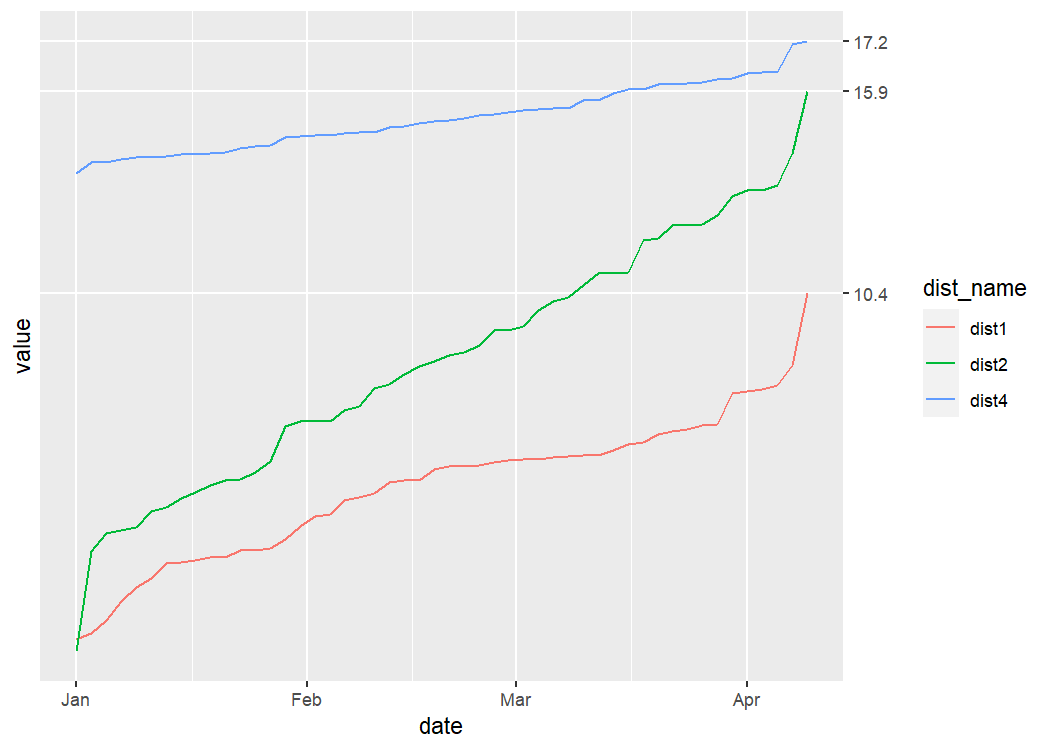 17.2
15.9
10.4
value
Jan
Feb
Mar
Apr
date
dist_name
dist1
dist2
dist4